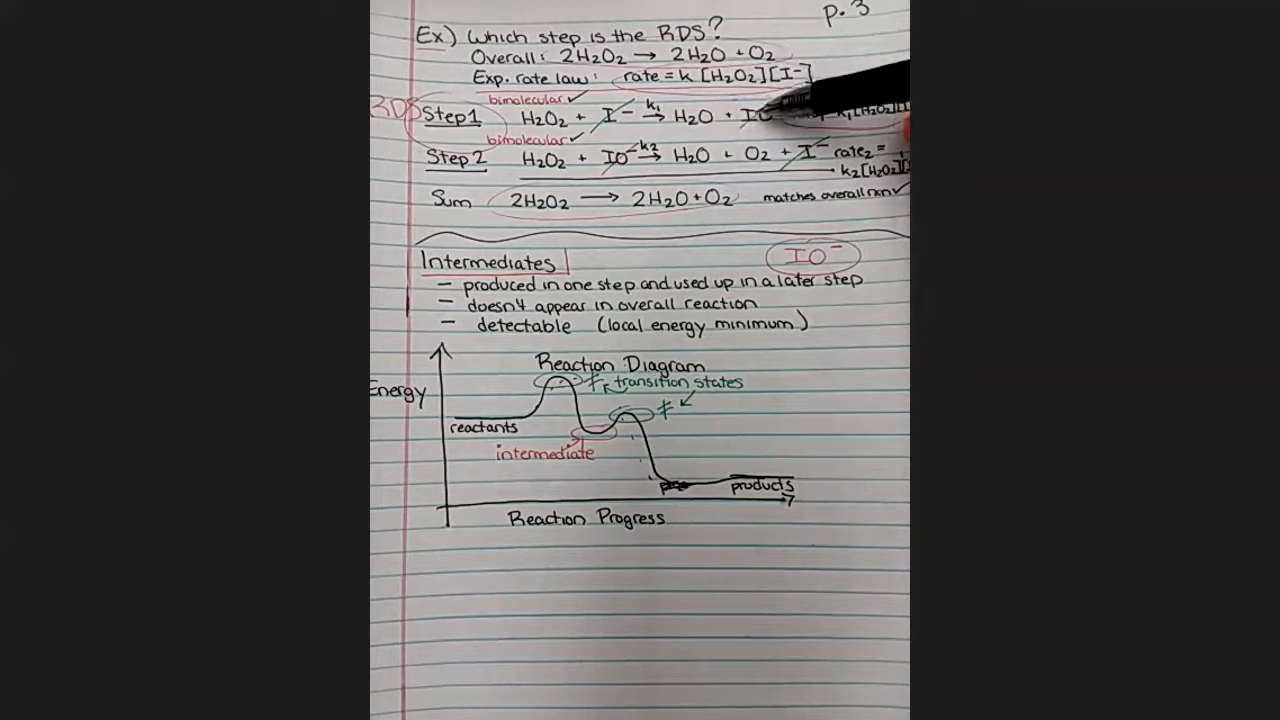 p. 3
Ex) Which step is the RDS?
Overall: 2H₂O₂ → 2H₂O + O₂
Exp. rate law: rate = k [H₂O₂][I⁻]
bimolecular ✓
RDS Step 1 H₂O₂ + I⁻ →k₁ H₂O + IO k₁[H₂O₂][I
bimolecular ✓
Step 2 H₂O₂ + IO⁻ →k₂ H₂O + O₂ + I⁻ rate₂ =
k₂[H₂O₂][
Sum 2H₂O₂ → 2H₂O + O₂ matches overall rxn ✓
Intermediates IO⁻
- produced in one step and used up in a later step
- doesn't appear in overall reaction
- detectable (local energy minimum)
Reaction Diagram
‡ transition states
Energy
‡
reactants
intermediate
products
Reaction Progress